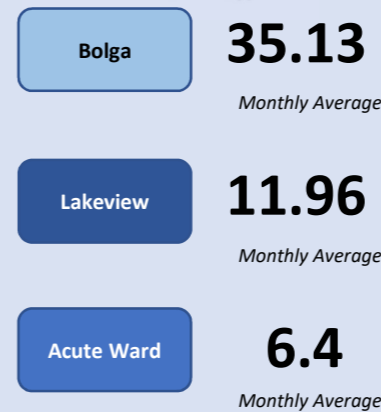 Bolga
35.13
Monthly Average
Lakeview
11.96
Monthly Average
Acute Ward
6.4
Monthly Average